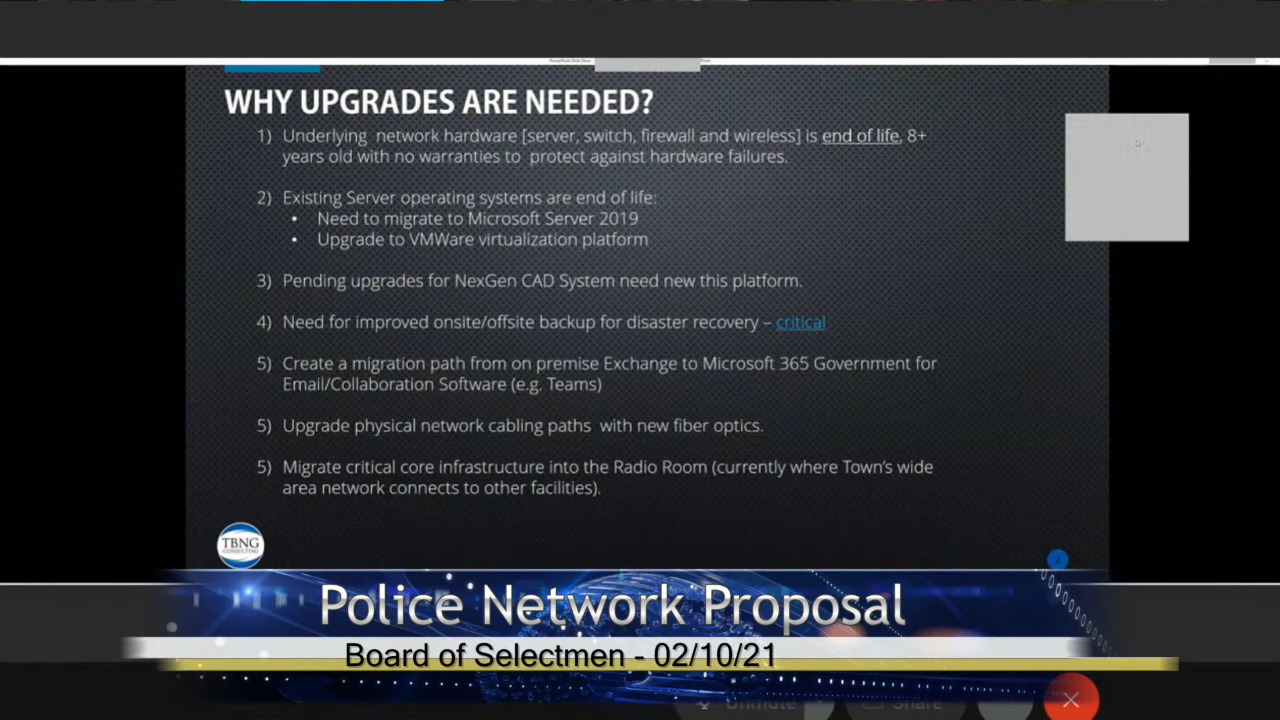 WHY UPGRADES ARE NEEDED?
1) Underlying network hardware [server, switch, firewall and wireless] is end of life, 8+
years old with no warranties to protect against hardware failures.
2) Existing Server operating systems are end of life:
• Need to migrate to Microsoft Server 2019
• Upgrade to VMWare virtualization platform
3) Pending upgrades for NexGen CAD System need new this platform.
4) Need for improved onsite/offsite backup for disaster recovery – critical
5) Create a migration path from on premise Exchange to Microsoft 365 Government for
Email/Collaboration Software (e.g. Teams)
5) Upgrade physical network cabling paths with new fiber optics.
5) Migrate critical core infrastructure into the Radio Room (currently where Town's wide
area network connects to other facilities).
TBNG
CONSULTING
Police Network Proposal
Board of Selectmen - 02/10/21
Unmute
Share